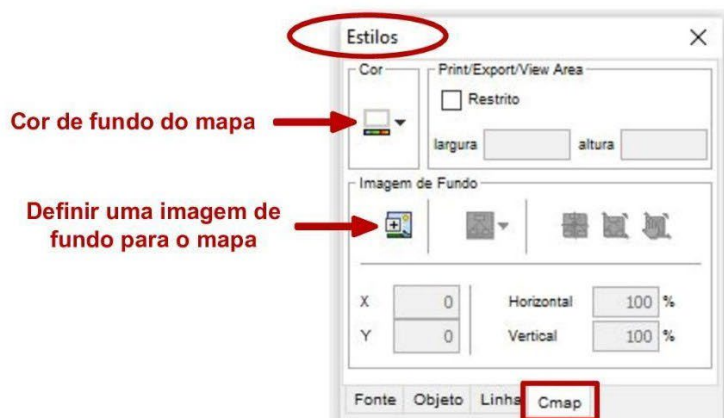 Estilos
Cor
Print/Export/View Area
Cor de fundo do mapa
Restrito
largura
altura
Imagem de Fundo
Definir uma imagem de
fundo para o mapa
X 0 Horizontal 100 %
Y 0 Vertical 100 %
Fonte Objeto Linha Cmap